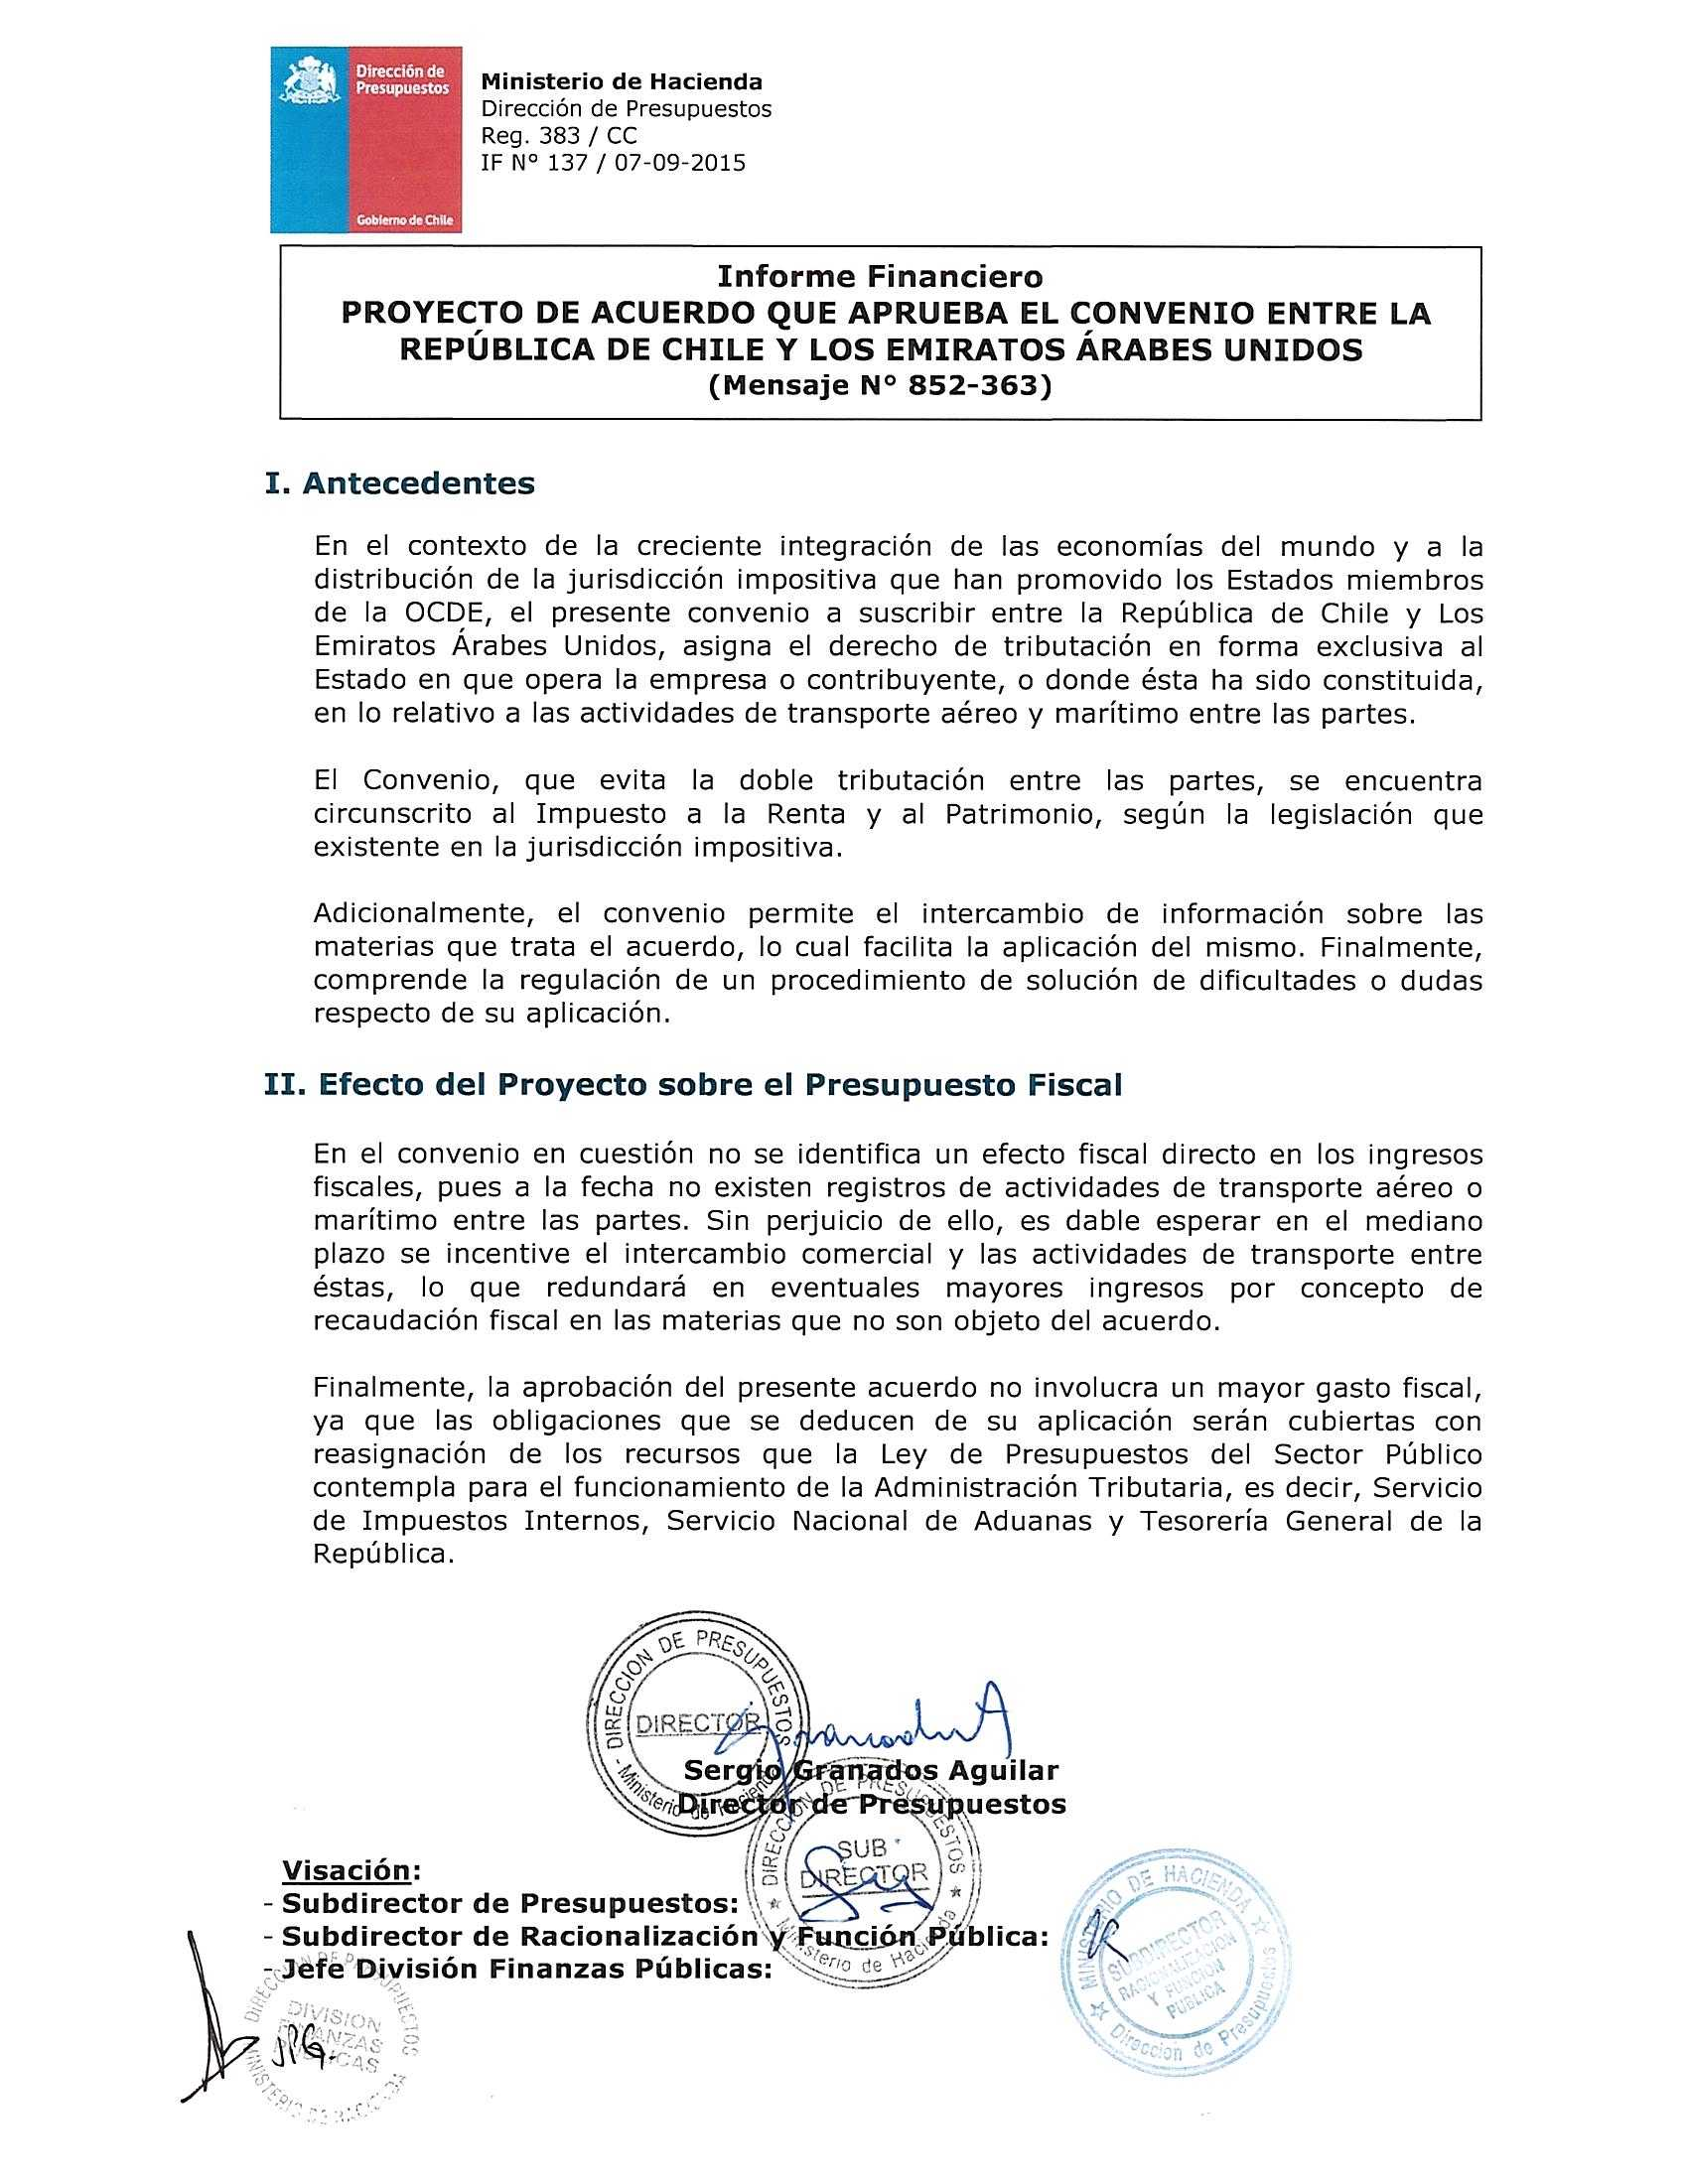 Dirección de
Presupuestos
Gobierno de Chile
Ministerio de Hacienda
Dirección de Presupuestos
Reg. 383 / CC
IF N° 137 / 07-09-2015
Informe Financiero
PROYECTO DE ACUERDO QUE APRUEBA EL CONVENIO ENTRE LA
REPÚBLICA DE CHILE Y LOS EMIRATOS ÁRABES UNIDOS
(Mensaje N° 852-363)
I. Antecedentes
En el contexto de la creciente integración de las economías del mundo y a la
distribución de la jurisdicción impositiva que han promovido los Estados miembros
de la OCDE, el presente convenio a suscribir entre la República de Chile y Los
Emiratos Árabes Unidos, asigna el derecho de tributación en forma exclusiva al
Estado en que opera la empresa o contribuyente, o donde ésta ha sido constituida,
en lo relativo a las actividades de transporte aéreo y marítimo entre las partes.
El Convenio, que evita la doble tributación entre las partes, se encuentra
circunscrito al Impuesto a la Renta y al Patrimonio, según la legislación que
existente en la jurisdicción impositiva.
Adicionalmente, el convenio permite el intercambio de información sobre las
materias que trata el acuerdo, lo cual facilita la aplicación del mismo. Finalmente,
comprende la regulación de un procedimiento de solución de dificultades o dudas
respecto de su aplicación.
II. Efecto del Proyecto sobre el Presupuesto Fiscal
En el convenio en cuestión no se identifica un efecto fiscal directo en los ingresos
fiscales, pues a la fecha no existen registros de actividades de transporte aéreo o
marítimo entre las partes. Sin perjuicio de ello, es dable esperar en el mediano
plazo se incentive el intercambio comercial y las actividades de transporte entre
éstas, lo que redundará en eventuales mayores ingresos por concepto de
recaudación fiscal en las materias que no son objeto del acuerdo.
Finalmente, la aprobación del presente acuerdo no involucra un mayor gasto fiscal,
ya que las obligaciones que se deducen de su aplicación serán cubiertas con
reasignación de los recursos que la Ley de Presupuestos del Sector Público
contempla para el funcionamiento de la Administración Tributaria, es decir, Servicio
de Impuestos Internos, Servicio Nacional de Aduanas y Tesorería General de la
República.
DIRECCION DE PRESUPUESTOS
DIRECTOR
Ministerio de Hacienda
Sergio Granados Aguilar
Director de Presupuestos
DIRECCION DE PRESUPUESTOS
SUB
DIRECTOR
Ministerio de Hacienda
Visación:
- Subdirector de Presupuestos:
- Subdirector de Racionalización y Función Pública:
- Jefe División Finanzas Públicas:
MINISTERIO DE HACIENDA
SUBDIRECTOR
RACIONALIZACION
Y FUNCION
PUBLICA
Direccion de Presupuestos
DIRECCION DE PRESUPUESTOS
DIVISION
FINANZAS
PUBLICAS
MINISTERIO DE HACIENDA
JPG.